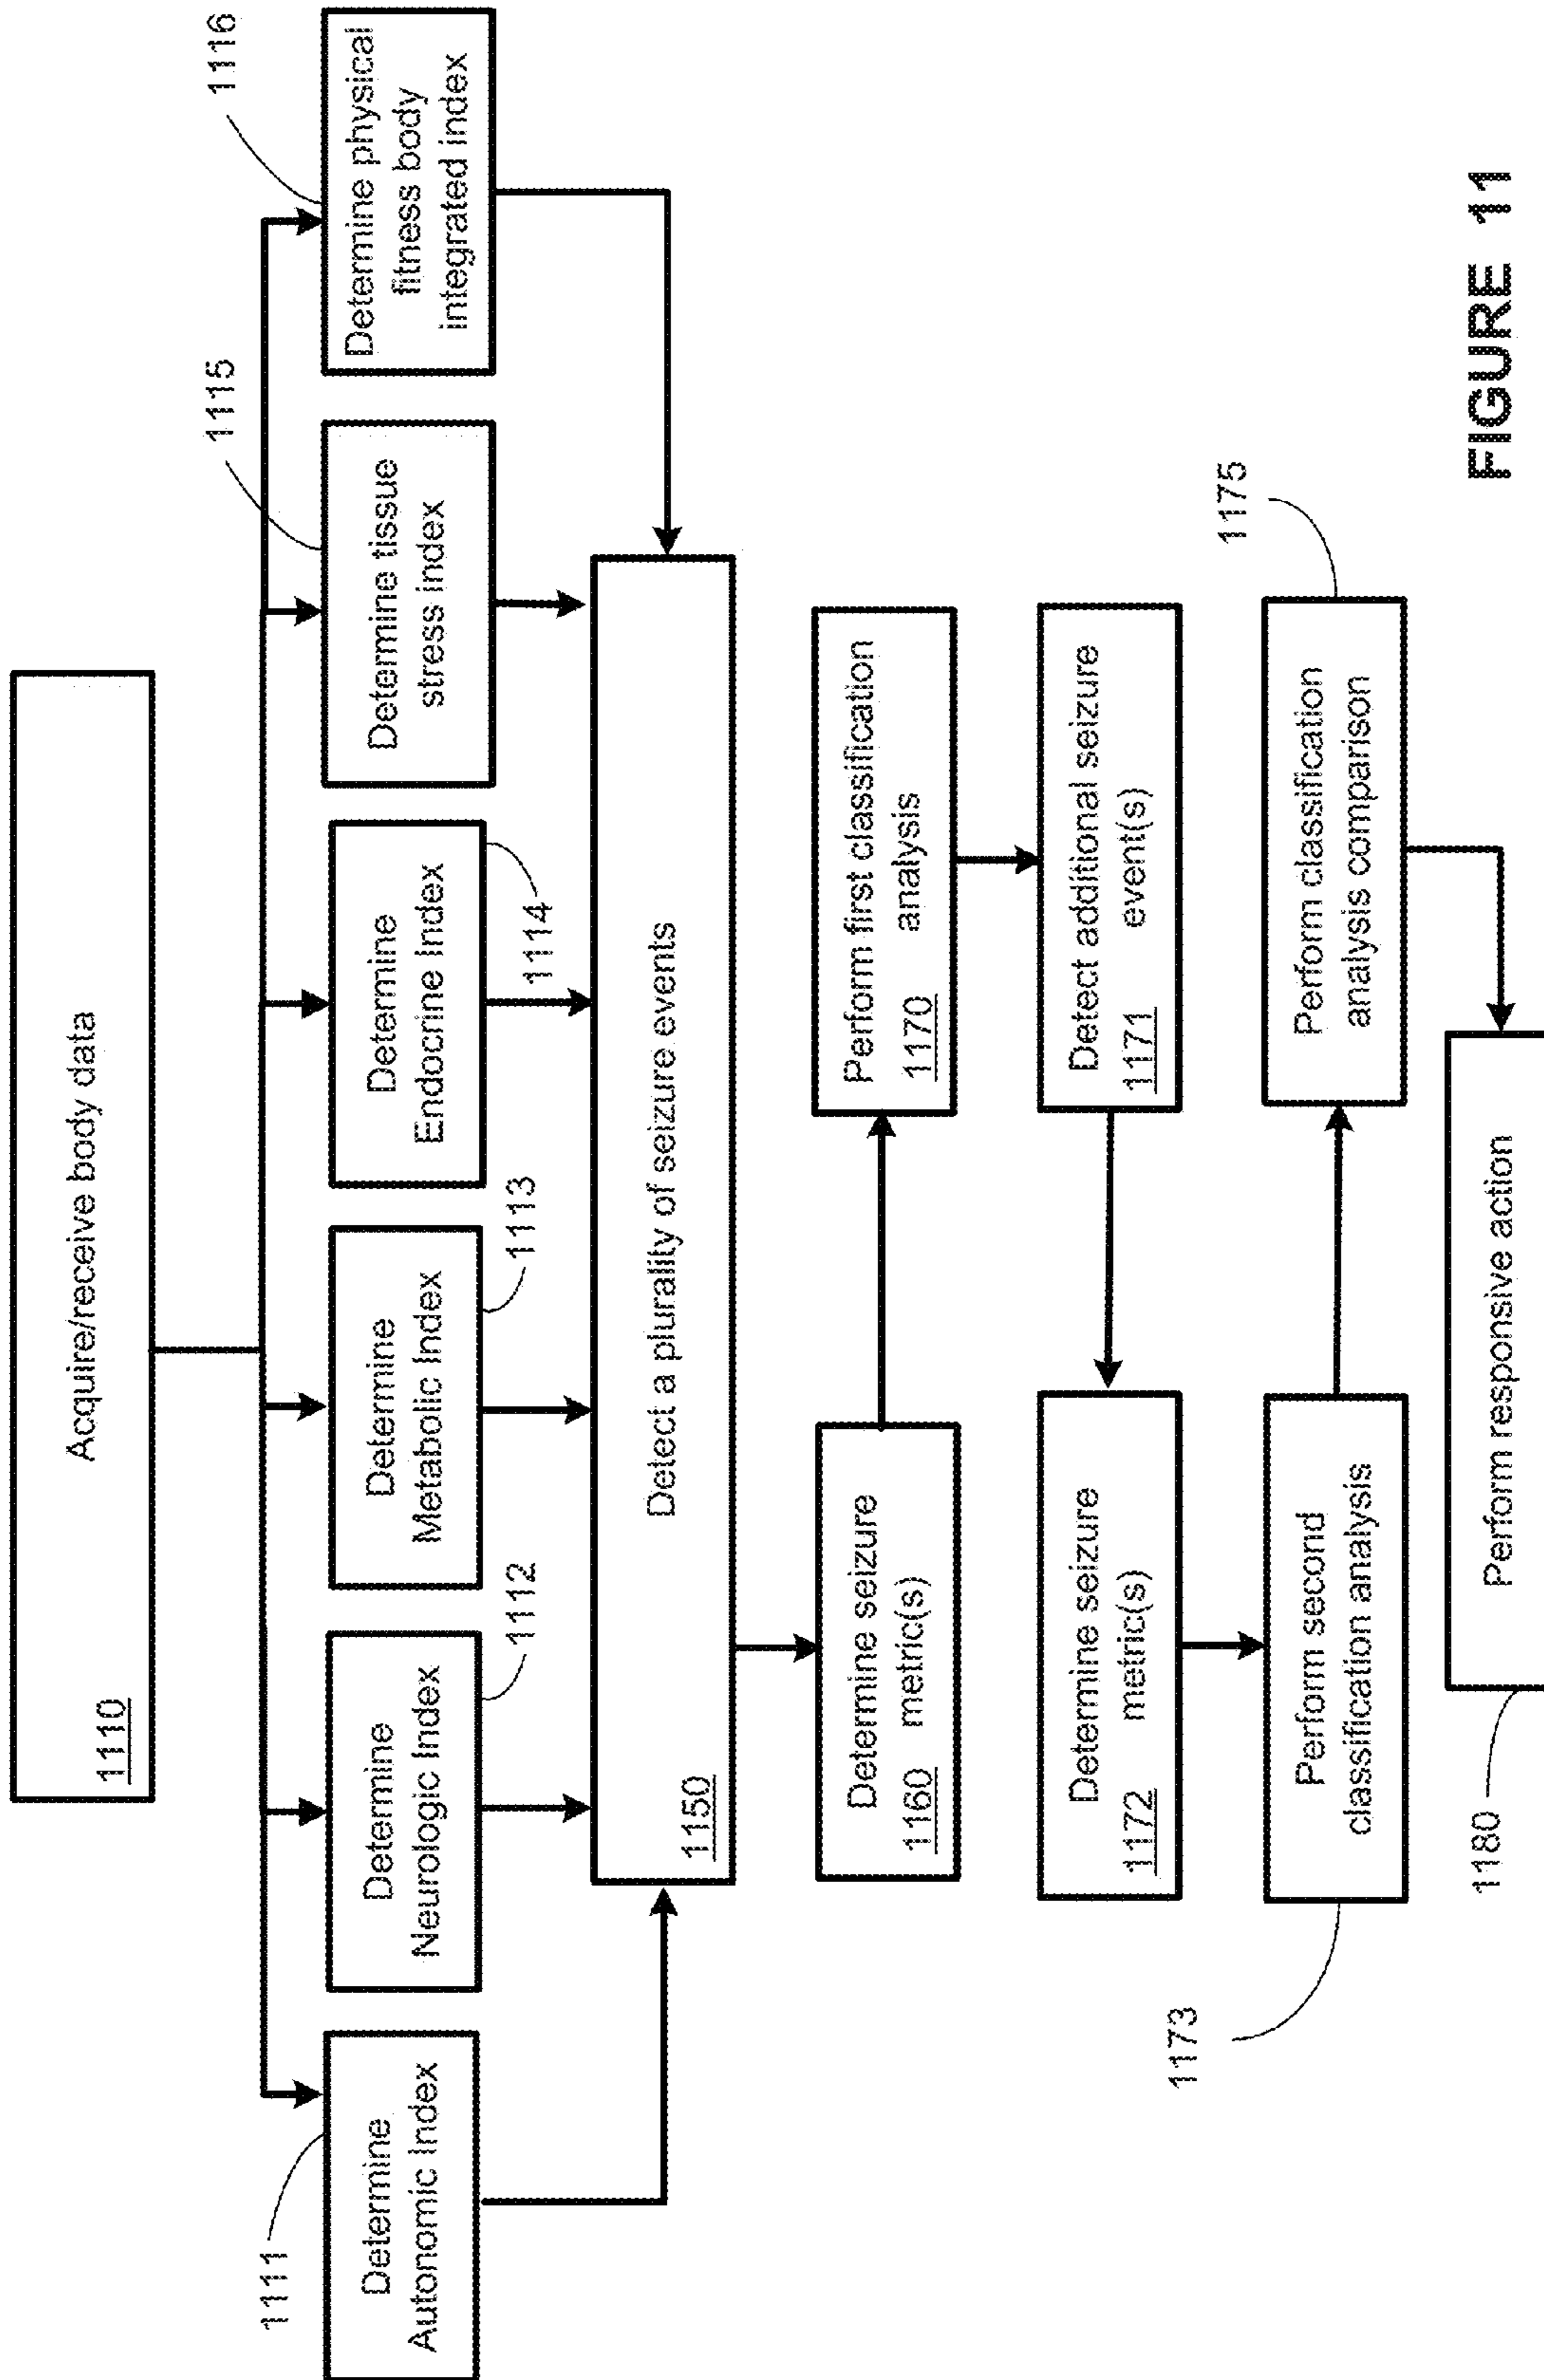 Acquire/receive body data
1110
1111
Determine
Autonomic Index
Determine
Neurologic Index
1112
Determine
Metabolic Index
1113
Determine
Endocrine Index
1114
1115
Determine tissue
stress index
1116
Determine physical
fitness body
integrated index
Detect a plurality of seizure events
1150
Determine seizure
1160 metric(s)
Perform first classification
1170 analysis
Detect additional seizure
1171 event(s)
Determine seizure
1172 metric(s)
1173
Perform second
classification analysis
1175
Perform classification
analysis comparison
1180
Perform responsive action
FIGURE 11